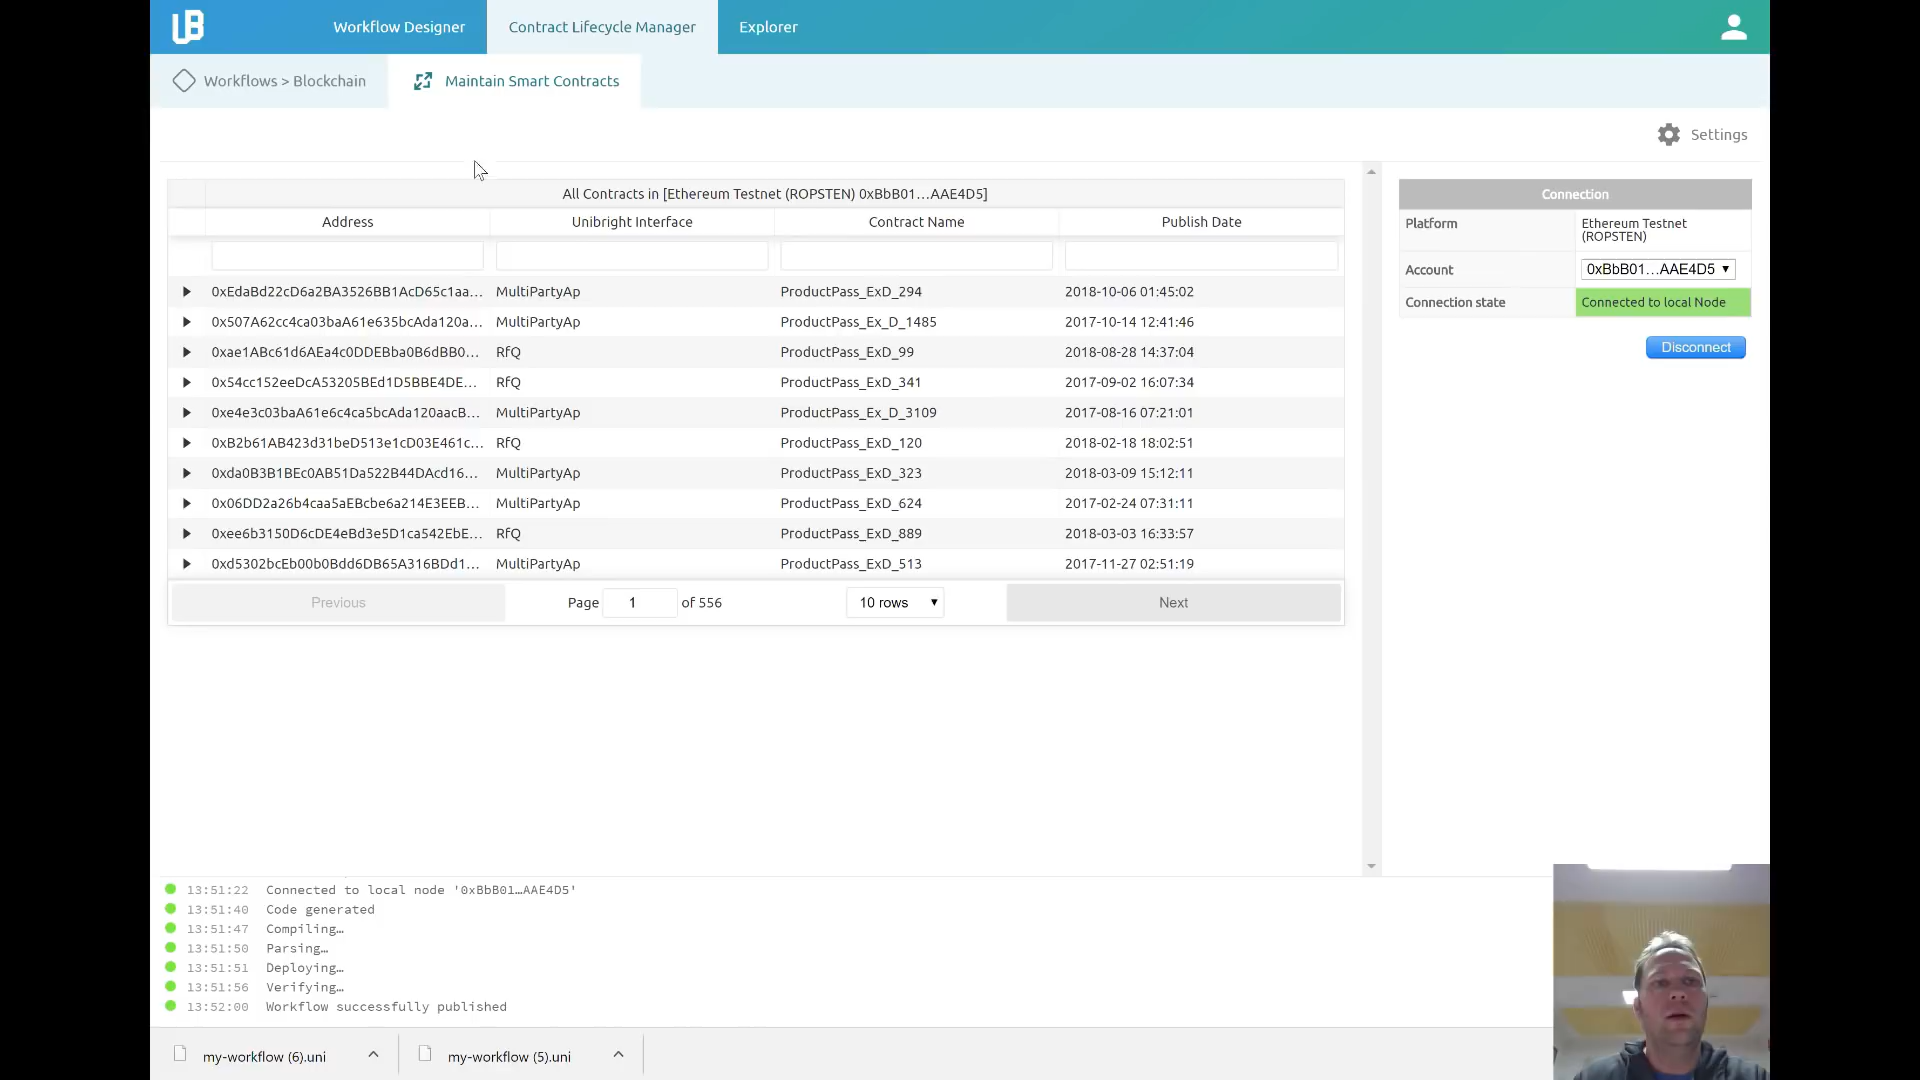 UB
Workflow Designer
Contract Lifecycle Manager
Explorer
Workflows > Blockchain
Maintain Smart Contracts
Settings
All Contracts in [Ethereum Testnet (ROPSTEN) 0xBbB01…AAE4D5]
Address Unibright Interface Contract Name Publish Date
0xEdaBd22cD6a2BA3526BB1AcD65c1aa… MultiPartyAp ProductPass_ExD_294 2018-10-06 01:45:02
0x507A62cc4ca03baA61e635bcAda120a… MultiPartyAp ProductPass_Ex_D_1485 2017-10-14 12:41:46
0xae1ABc61d6AEa4c0DDEBba0B6dBB0… RfQ ProductPass_ExD_99 2018-08-28 14:37:04
0x54cc152eeDcA53205BEd1D5BBE4DE… RfQ ProductPass_ExD_341 2017-09-02 16:07:34
0xe4e3c03baA61e6c4ca5bcAda120aacB… MultiPartyAp ProductPass_Ex_D_3109 2017-08-16 07:21:01
0xB2b61AB423d31beD513e1cD03E461c… RfQ ProductPass_ExD_120 2018-02-18 18:02:51
0xda0B3B1BEc0AB51Da522B44DAcd16… MultiPartyAp ProductPass_ExD_323 2018-03-09 15:12:11
0x06DD2a26b4caa5aEBcbe6a214E3EEB… MultiPartyAp ProductPass_ExD_624 2017-02-24 07:31:11
0xee6b3150D6cDE4eBd3e5D1ca542EbE… RfQ ProductPass_ExD_889 2018-03-03 16:33:57
0xd5302bcEb00b0Bdd6DB65A316BDd1… MultiPartyAp ProductPass_ExD_513 2017-11-27 02:51:19
Previous Page 1 of 556 10 rows Next
Connection
Platform Ethereum Testnet
(ROPSTEN)
Account 0xBbB01…AAE4D5
Connection state Connected to local Node
Disconnect
13:51:22 Connected to local node '0xBbB01…AAE4D5'
13:51:40 Code generated
13:51:47 Compiling…
13:51:50 Parsing…
13:51:51 Deploying…
13:51:56 Verifying…
13:52:00 Workflow successfully published
my-workflow (6).uni
my-workflow (5).uni